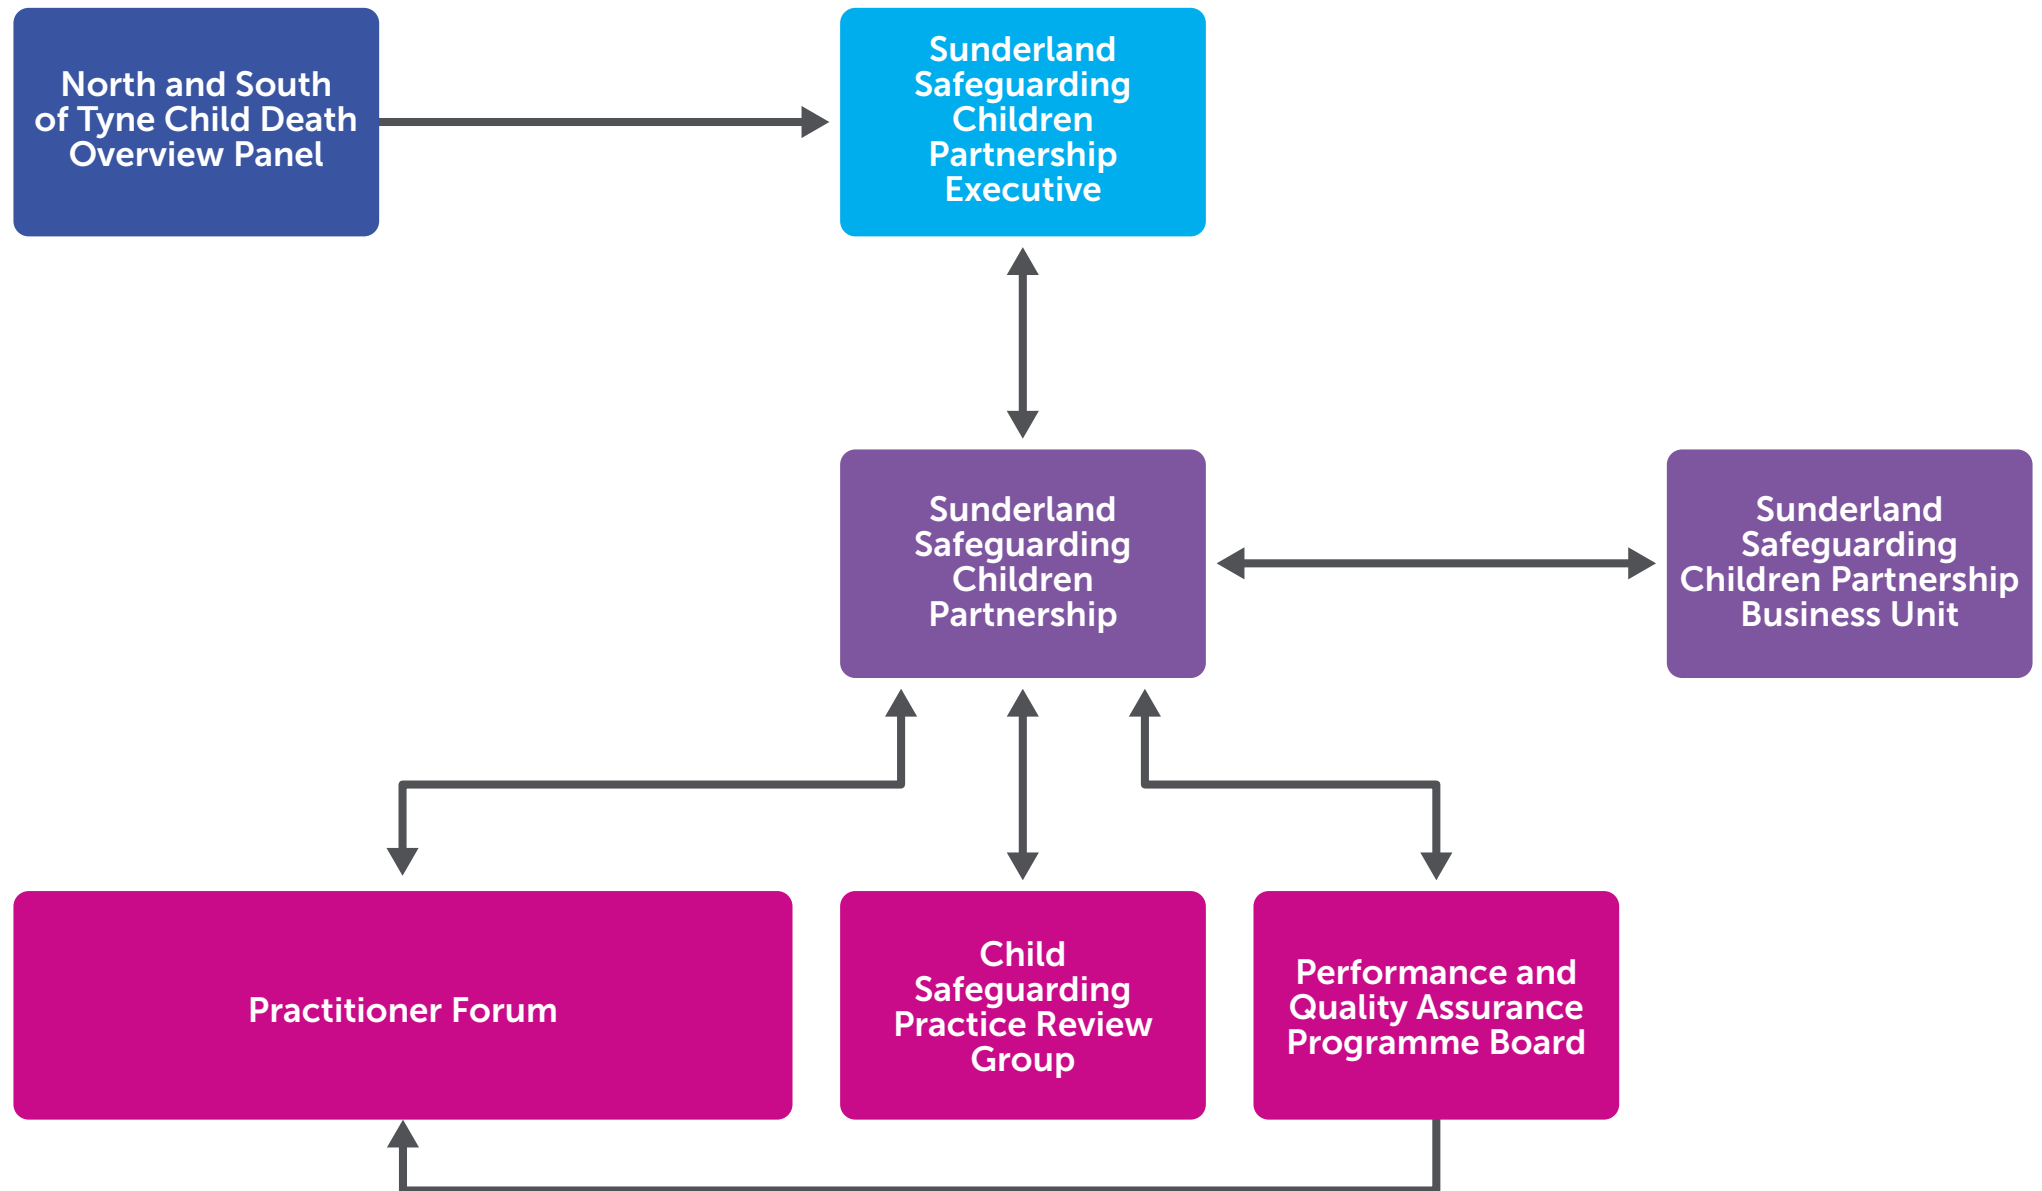 North and South
of Tyne Child Death
Overview Panel
Sunderland
Safeguarding
Children
Partnership
Executive
Sunderland
Safeguarding
Children
Partnership
Sunderland
Safeguarding
Children Partnership
Business Unit
Practitioner Forum
Child
Safeguarding
Practice Review
Group
Performance and
Quality Assurance
Programme Board